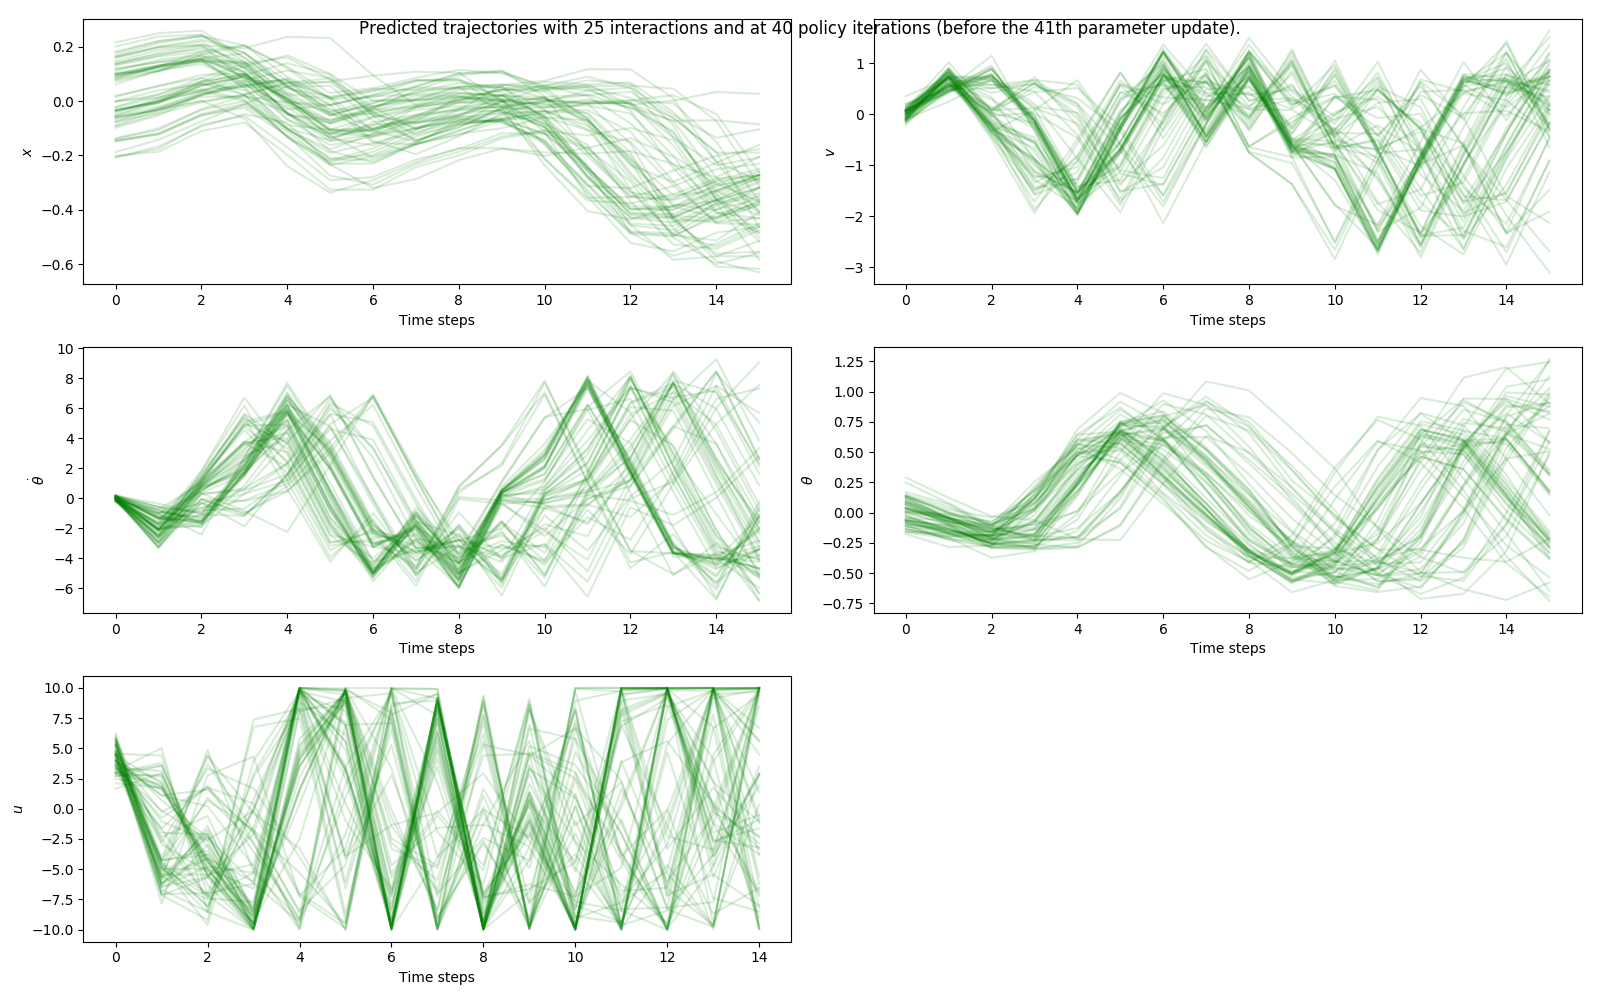 Predicted trajectories with 25 interactions and at 40 policy iterations (before the 41th parameter update).
0.2
0.0
−0.2
−0.4
−0.6
x
0 2 4 6 8 10 12 14
Time steps
1
0
−1
−2
−3
v
0 2 4 6 8 10 12 14
Time steps
10
8
6
4
2
0
−2
−4
−6
θ̇
0 2 4 6 8 10 12 14
Time steps
1.25
1.00
0.75
0.50
0.25
0.00
−0.25
−0.50
−0.75
θ
0 2 4 6 8 10 12 14
Time steps
10.0
7.5
5.0
2.5
0.0
−2.5
−5.0
−7.5
−10.0
u
0 2 4 6 8 10 12 14
Time steps